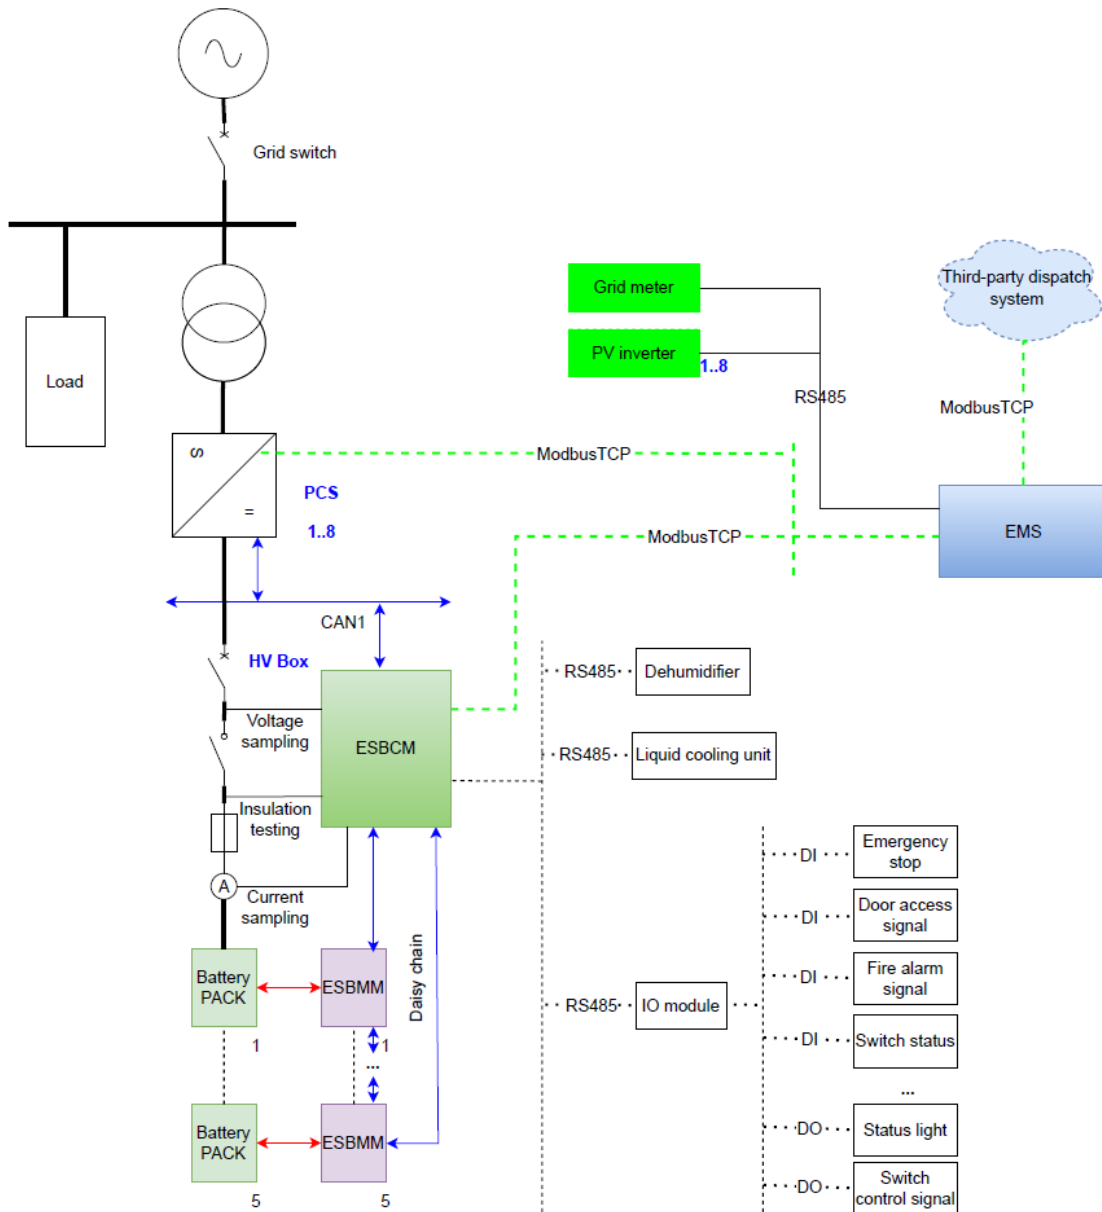 Grid switch
Third-party dispatch
system
Grid meter
PV inverter
1..8
Load
RS485
ModbusTCP
ModbusTCP
S
=
PCS
1..8
ModbusTCP
EMS
CAN1
HV Box
Voltage
sampling
ESBCM
RS485
Dehumidifier
RS485
Liquid cooling unit
Insulation
testing
A
Current
sampling
DI
Emergency
stop
DI
Door access
signal
Battery
PACK
ESBMM
Daisy chain
DI
Fire alarm
signal
RS485
IO module
1
1
...
DI
Switch status
...
Battery
PACK
ESBMM
DO
Status light
5
5
DO
Switch
control signal